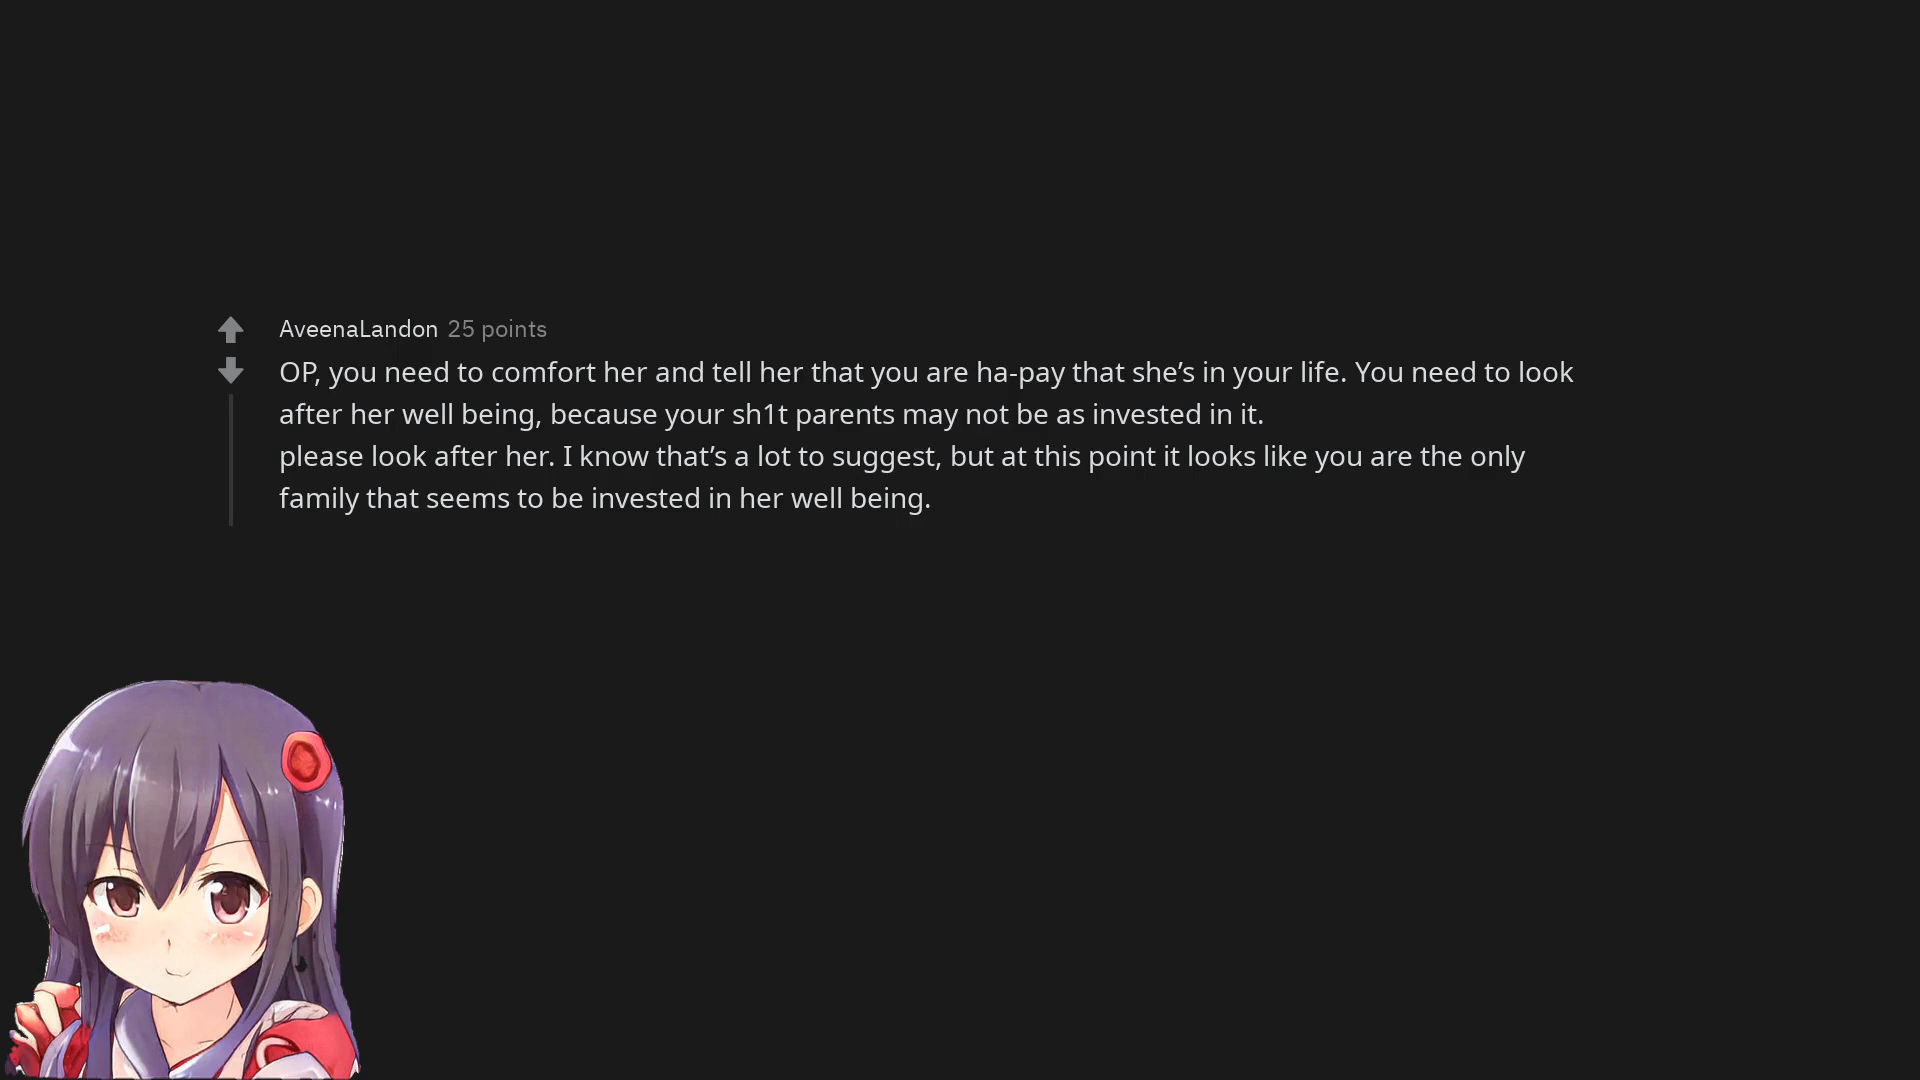 AveenaLandon 25 points
OP, you need to comfort her and tell her that you are ha-pay that she’s in your life. You need to look
after her well being, because your sh1t parents may not be as invested in it.
please look after her. I know that’s a lot to suggest, but at this point it looks like you are the only
family that seems to be invested in her well being.